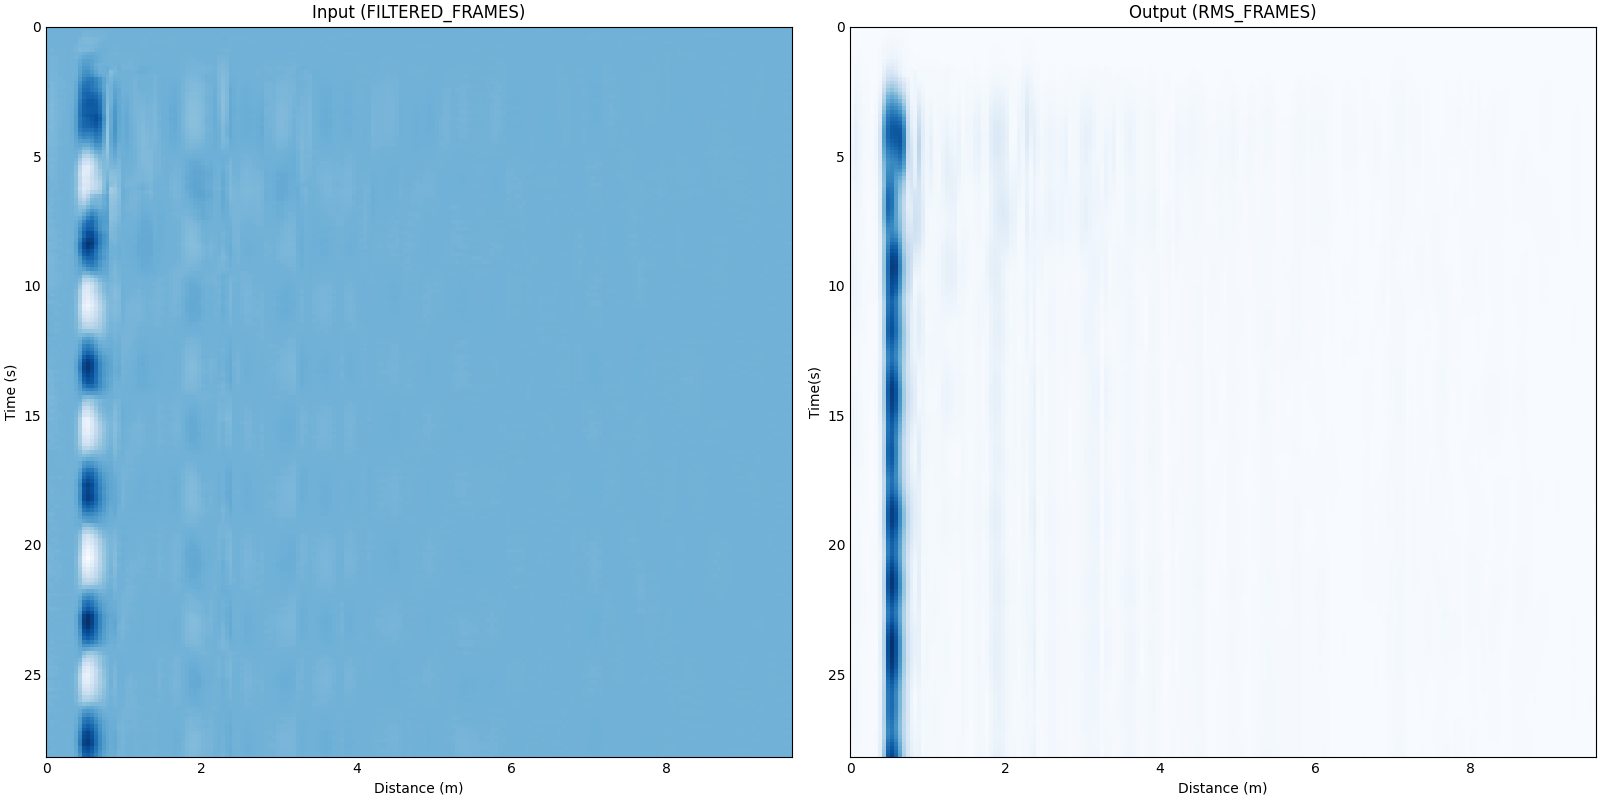 Input (FILTERED_FRAMES)
0
5
10
15
20
25
Time (s)
0 2 4 6 8
Distance (m)
Output (RMS_FRAMES)
0
5
10
15
20
25
Time(s)
0 2 4 6 8
Distance (m)